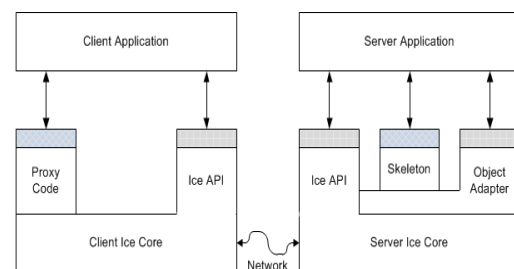 Client Application
Server Application
Proxy
Code
Ice API
Ice API
Skeleton
Object
Adapter
Client Ice Core
Server Ice Core
Network